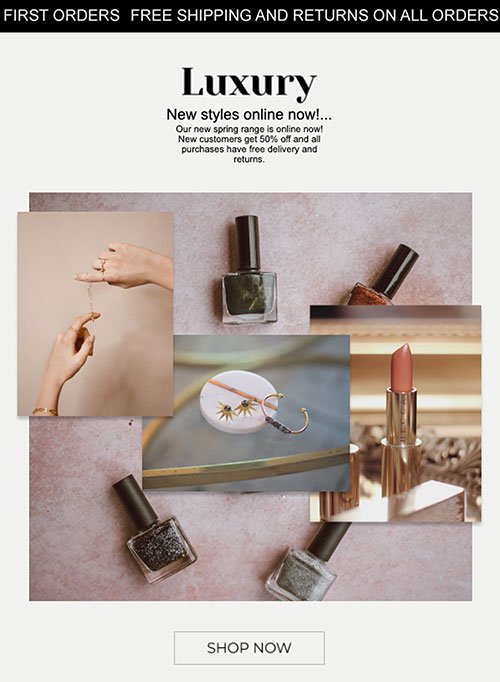 FIRST ORDERS FREE SHIPPING AND RETURNS ON ALL ORDERS
Luxury
New styles online now!...
Our new spring range is online now!
New customers get 50% off and all
purchases have free delivery and
returns.
SHOP NOW